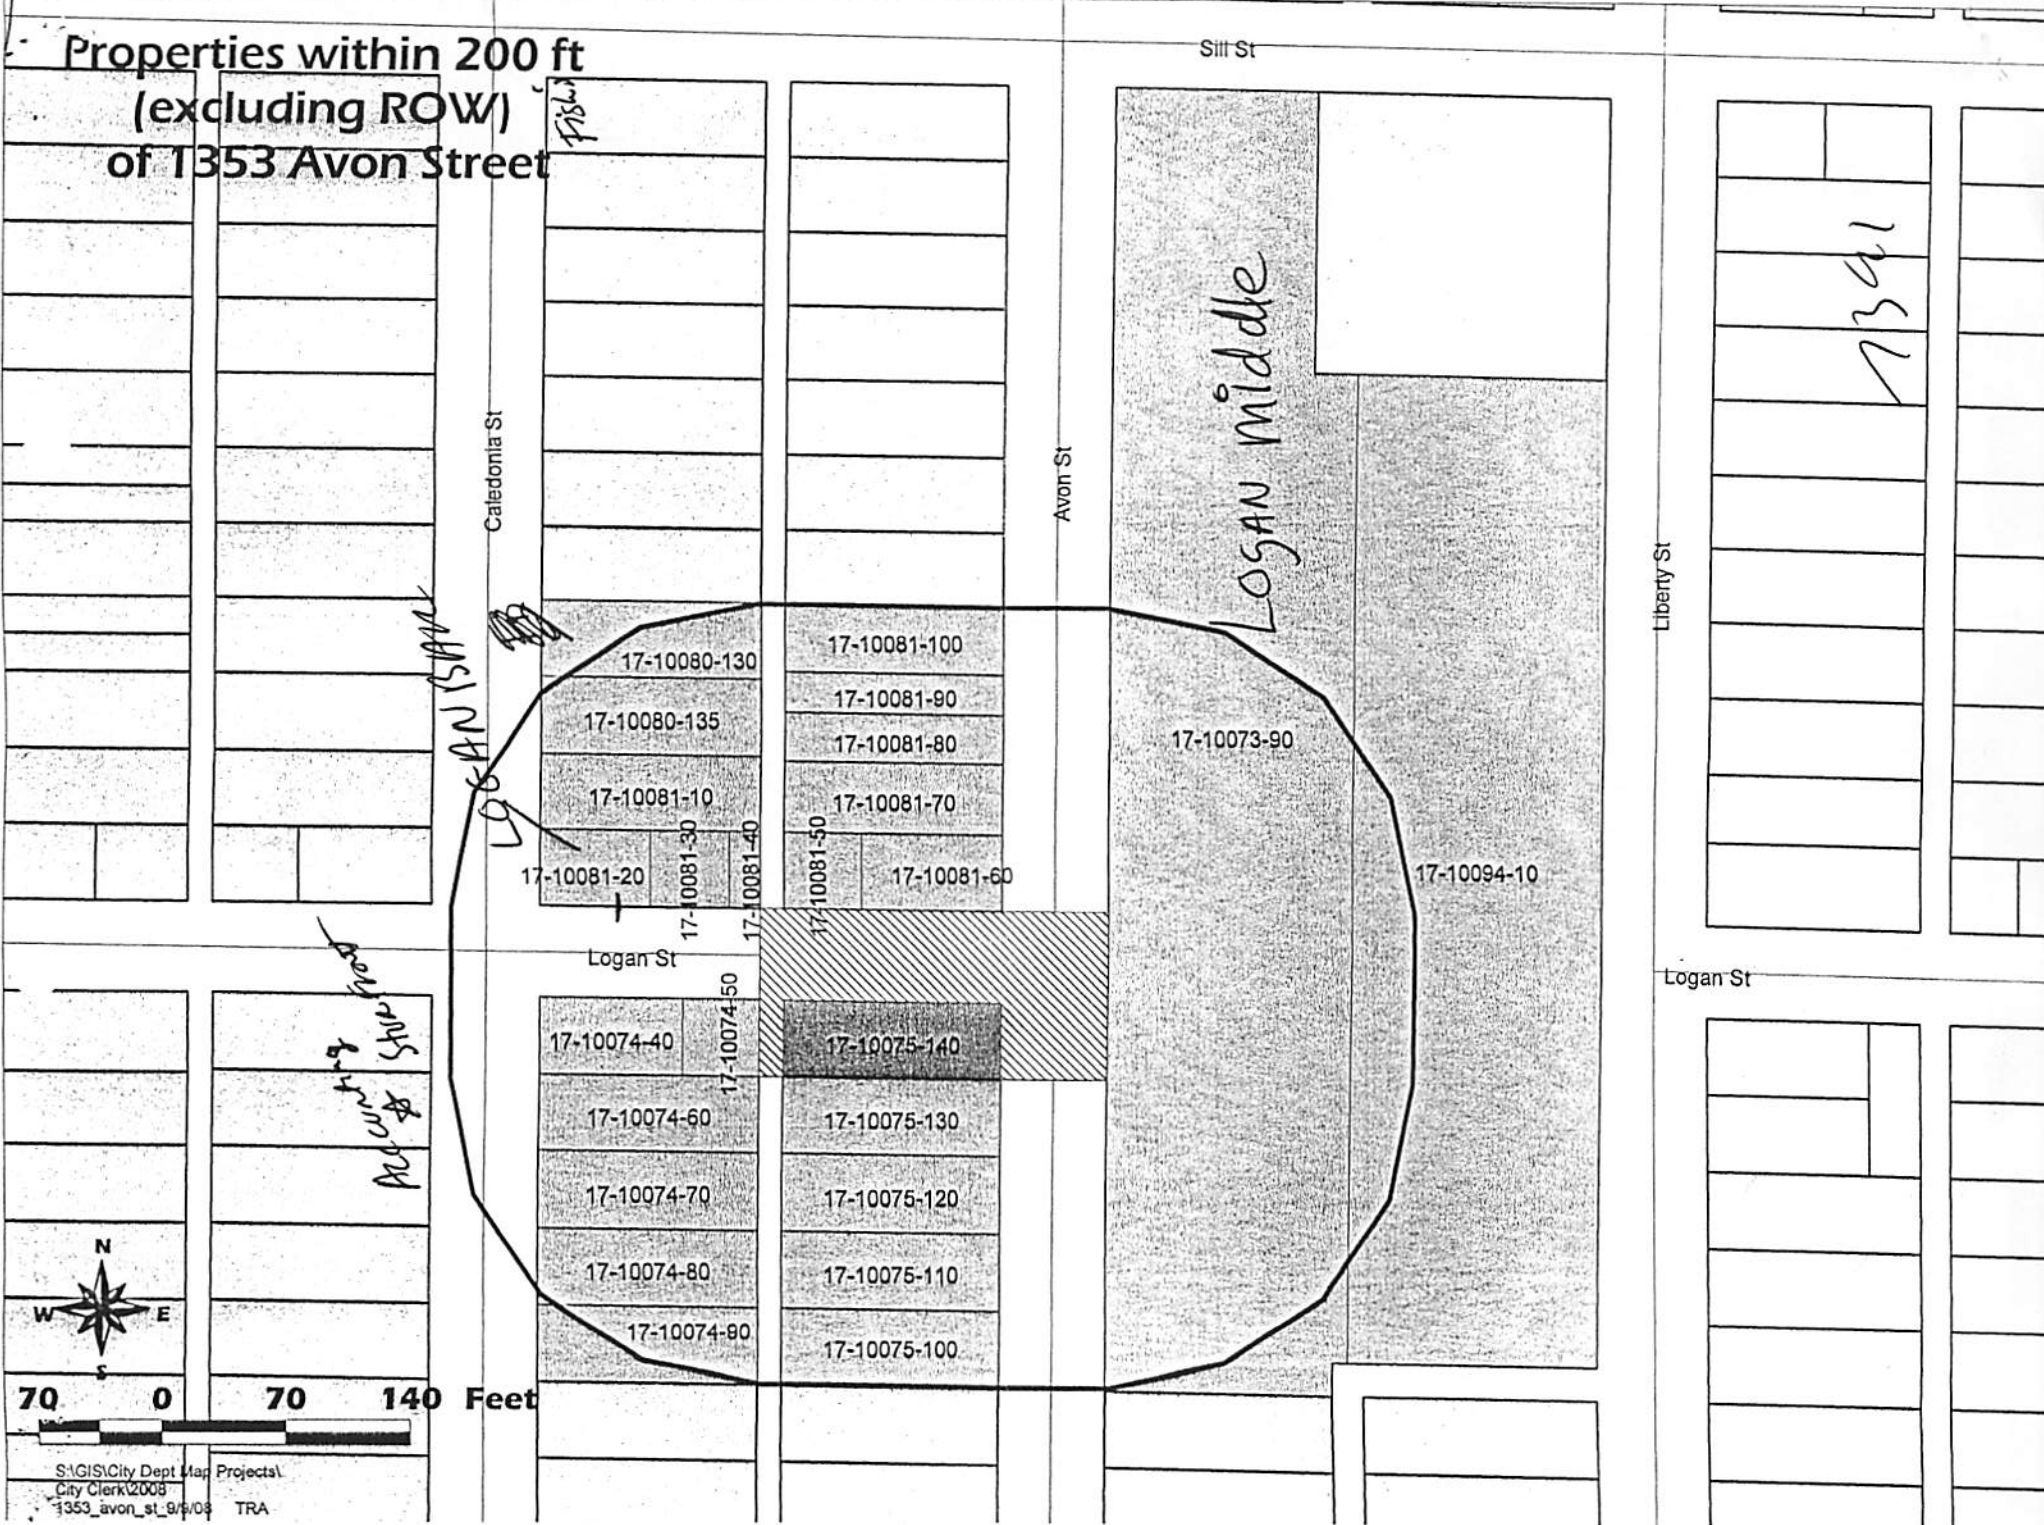 Properties within 200 ft
(excluding ROW)
of 1353 Avon Street
Sill St
Caledonia St
Avon St
Liberty St
Logan middle
1391
LOGAN BAR
17-10080-130
17-10081-100
17-10080-135
17-10081-90
17-10081-80
17-10073-90
17-10081-10
17-10081-70
17-10081-20
17-10081-30
17-10081-40
17-10081-50
17-10081-60
17-10094-10
Logan St
Logan St
Accounting
&
17-10074-40
17-10074-50
17-10075-140
17-10074-60
17-10075-130
17-10074-70
17-10075-120
17-10074-80
17-10075-110
17-10074-90
17-10075-100
N
W E
S
70 0 70 140 Feet
S:\GIS\City Dept Map Projects\
City Clerk\2008
1353_avon_st_9/9/08 TRA